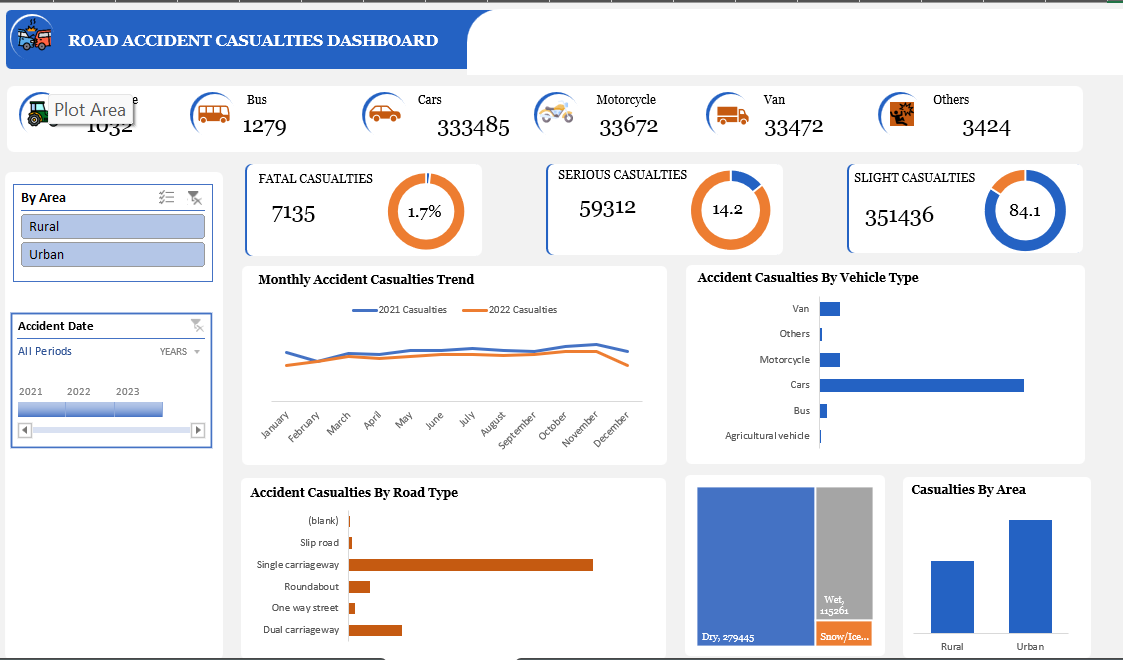 ROAD ACCIDENT CASUALTIES DASHBOARD
Plot Area
1032
Bus
1279
Cars
333485
Motorcycle
33672
Van
33472
Others
3424
By Area
Rural
Urban
FATAL CASUALTIES
7135
1.7%
SERIOUS CASUALTIES
59312
14.2
SLIGHT CASUALTIES
351436
84.1
Accident Date
All Periods
YEARS
2021 2022 2023
Monthly Accident Casualties Trend
2021 Casualties 2022 Casualties
January February March April May June July August September October November December
Accident Casualties By Vehicle Type
Van
Others
Motorcycle
Cars
Bus
Agricultural vehicle
Accident Casualties By Road Type
(blank)
Slip road
Single carriageway
Roundabout
One way street
Dual carriageway
Dry, 279445
Wet,
115261
Snow/Ice...
Casualties By Area
Rural Urban